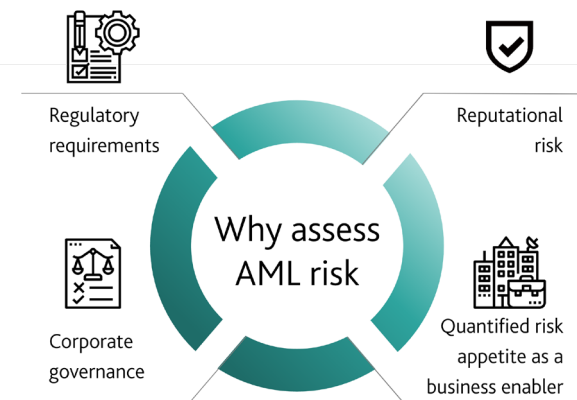 Regulatory
requirements
Reputational
risk
Why assess
AML risk
Corporate
governance
Quantified risk
appetite as a
business enabler